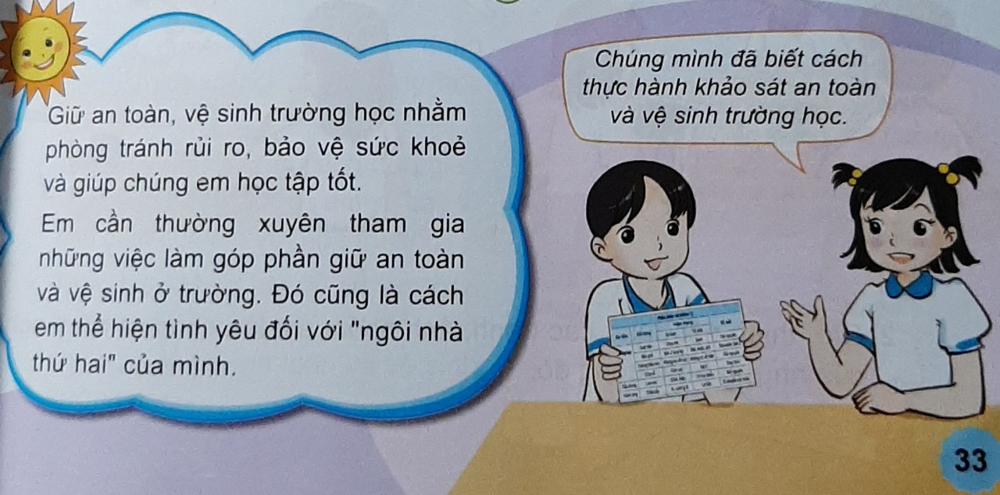 Giữ an toàn, vệ sinh trường học nhằm
phòng tránh rủi ro, bảo vệ sức khoẻ
và giúp chúng em học tập tốt.
Em cần thường xuyên tham gia
những việc làm góp phần giữ an toàn
và vệ sinh ở trường. Đó cũng là cách
em thể hiện tình yêu đối với "ngôi nhà
thứ hai" của mình.
Chúng mình đã biết cách
thực hành khảo sát an toàn
và vệ sinh trường học.
33